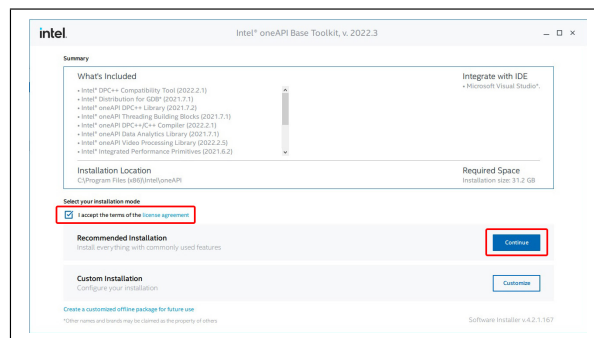 intel. Intel® oneAPI Base Toolkit, v. 2022.3
Summary
What's Included
• Intel® DPC++ Compatibility Tool (2022.2.1)
• Intel® Distribution for GDB* (2021.7.1)
• Intel® oneAPI DPC++ Library (2021.7.2)
• Intel® oneAPI Threading Building Blocks (2021.7.1)
• Intel® oneAPI DPC++/C++ Compiler (2022.2.1)
• Intel® oneAPI Data Analytics Library (2021.7.1)
• Intel® oneAPI Video Processing Library (2022.2.5)
• Intel® Integrated Performance Primitives (2021.6.2)
Integrate with IDE
• Microsoft Visual Studio*.
Installation Location
C:\Program Files (x86)\Intel\oneAPI
Required Space
Installation size: 31.2 GB
Select your installation mode
I accept the terms of the license agreement
Recommended Installation
Install everything with commonly used features
Continue
Custom Installation
Configure your installation
Customize
Create a customized offline package for future use
*Other names and brands may be claimed as the property of others
Software Installer v.4.2.1.167